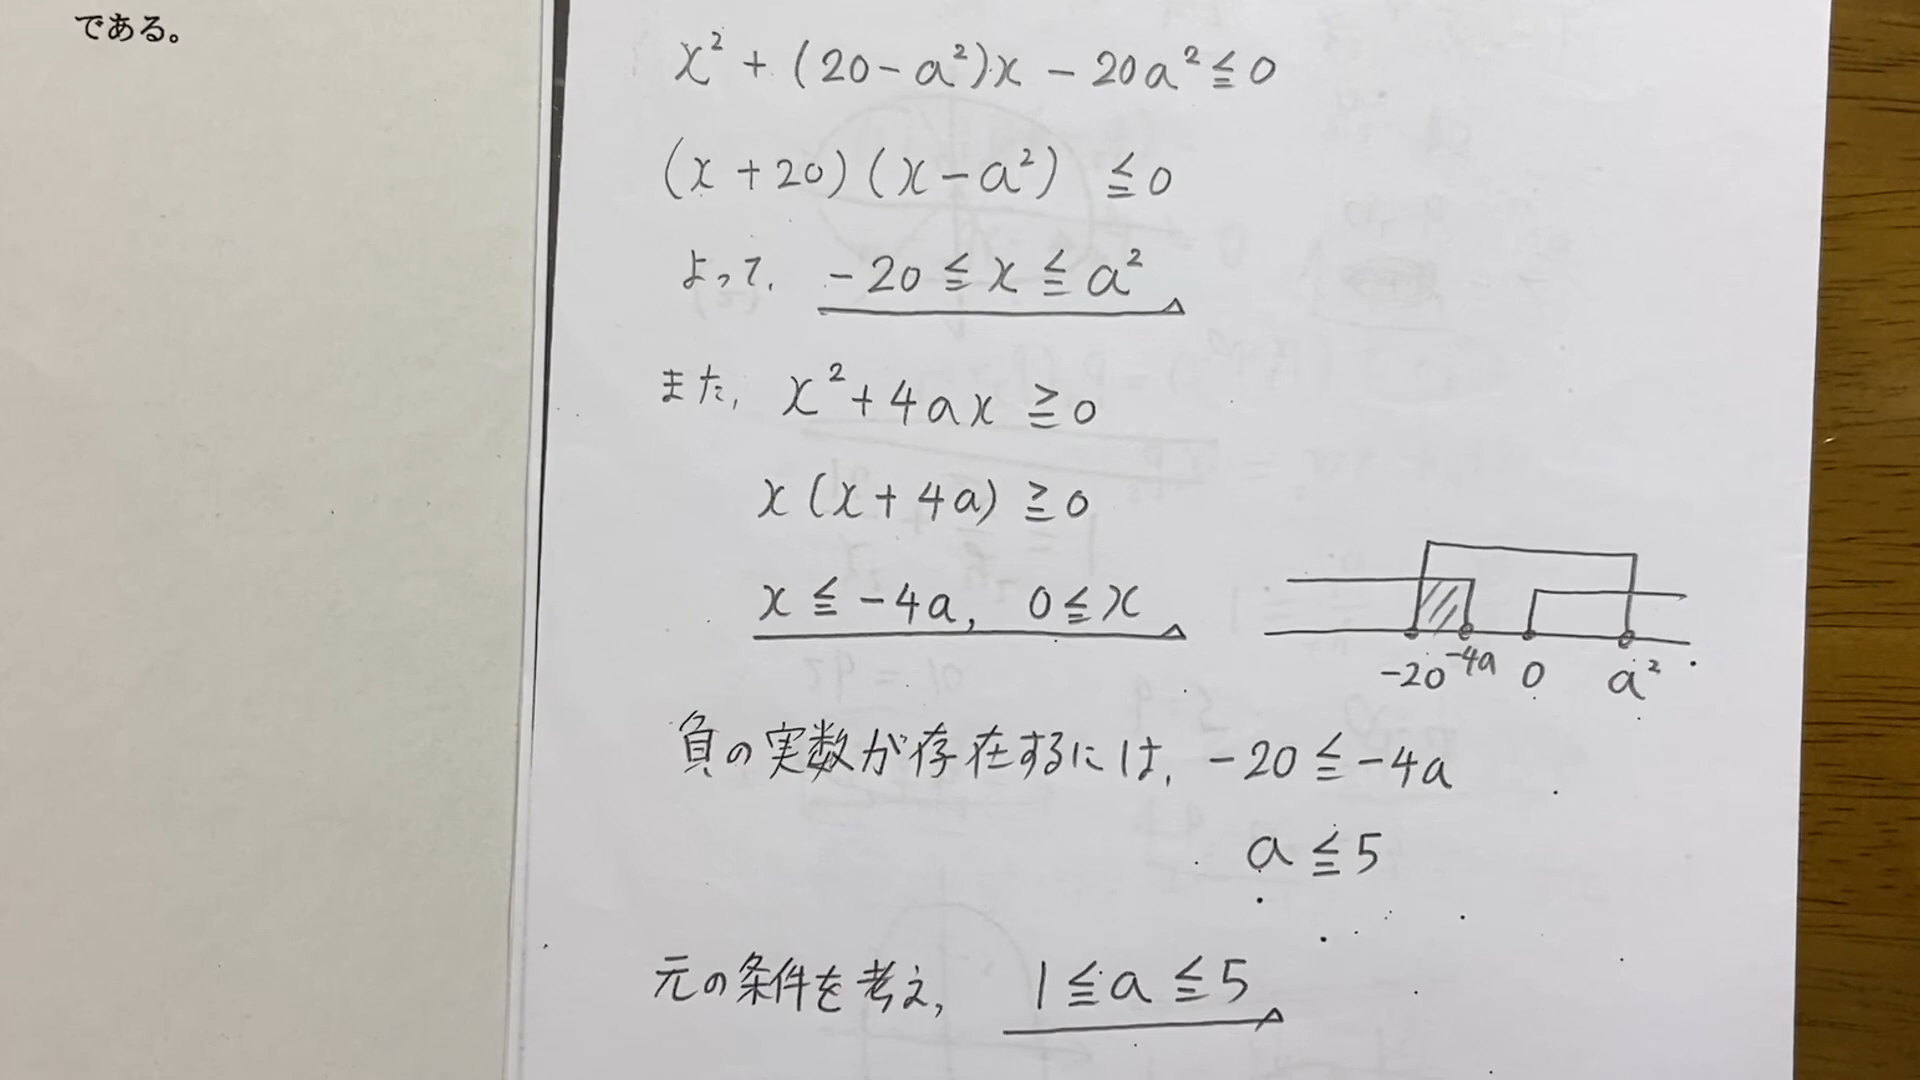 である。
x² + (20-a²)x - 20a² ≦ 0
(x + 20)(x - a²) ≦ 0
よって, -20 ≦ x ≦ a²
また, x² + 4ax ≧ 0
x(x + 4a) ≧ 0
x ≦ -4a, 0 ≦ x
-20 -4a 0 a²
負の実数が存在するには, -20 ≦ -4a
a ≦ 5
元の条件を考え, 1 ≦ a ≦ 5